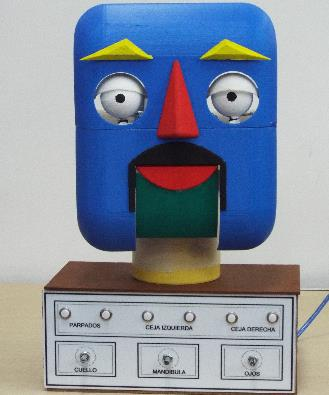 PARPADOS CEJA IZQUIERDA CEJA DERECHA
CUELLO MANDIBULA OJOS